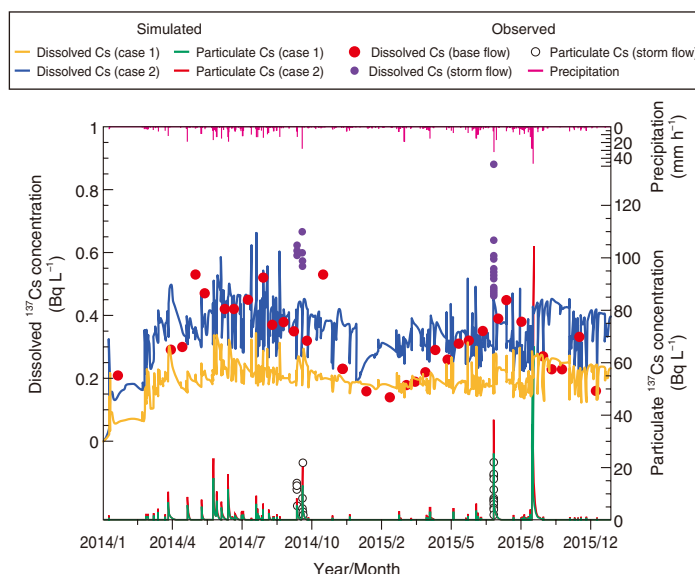 Simulated Observed
Dissolved Cs (case 1) Particulate Cs (case 1) Dissolved Cs (base flow) Particulate Cs (storm flow)
Dissolved Cs (case 2) Particulate Cs (case 2) Dissolved Cs (storm flow) Precipitation
Dissolved ¹³⁷Cs concentration
(Bq L⁻¹)
1
0.8
0.6
0.4
0.2
0
0
20
40
Precipitation
(mm h⁻¹)
120
100
80
60
40
20
0
Particulate ¹³⁷Cs concentration
(Bq L⁻¹)
2014/1 2014/4 2014/7 2014/10 2015/2 2015/5 2015/8 2015/12
Year/Month